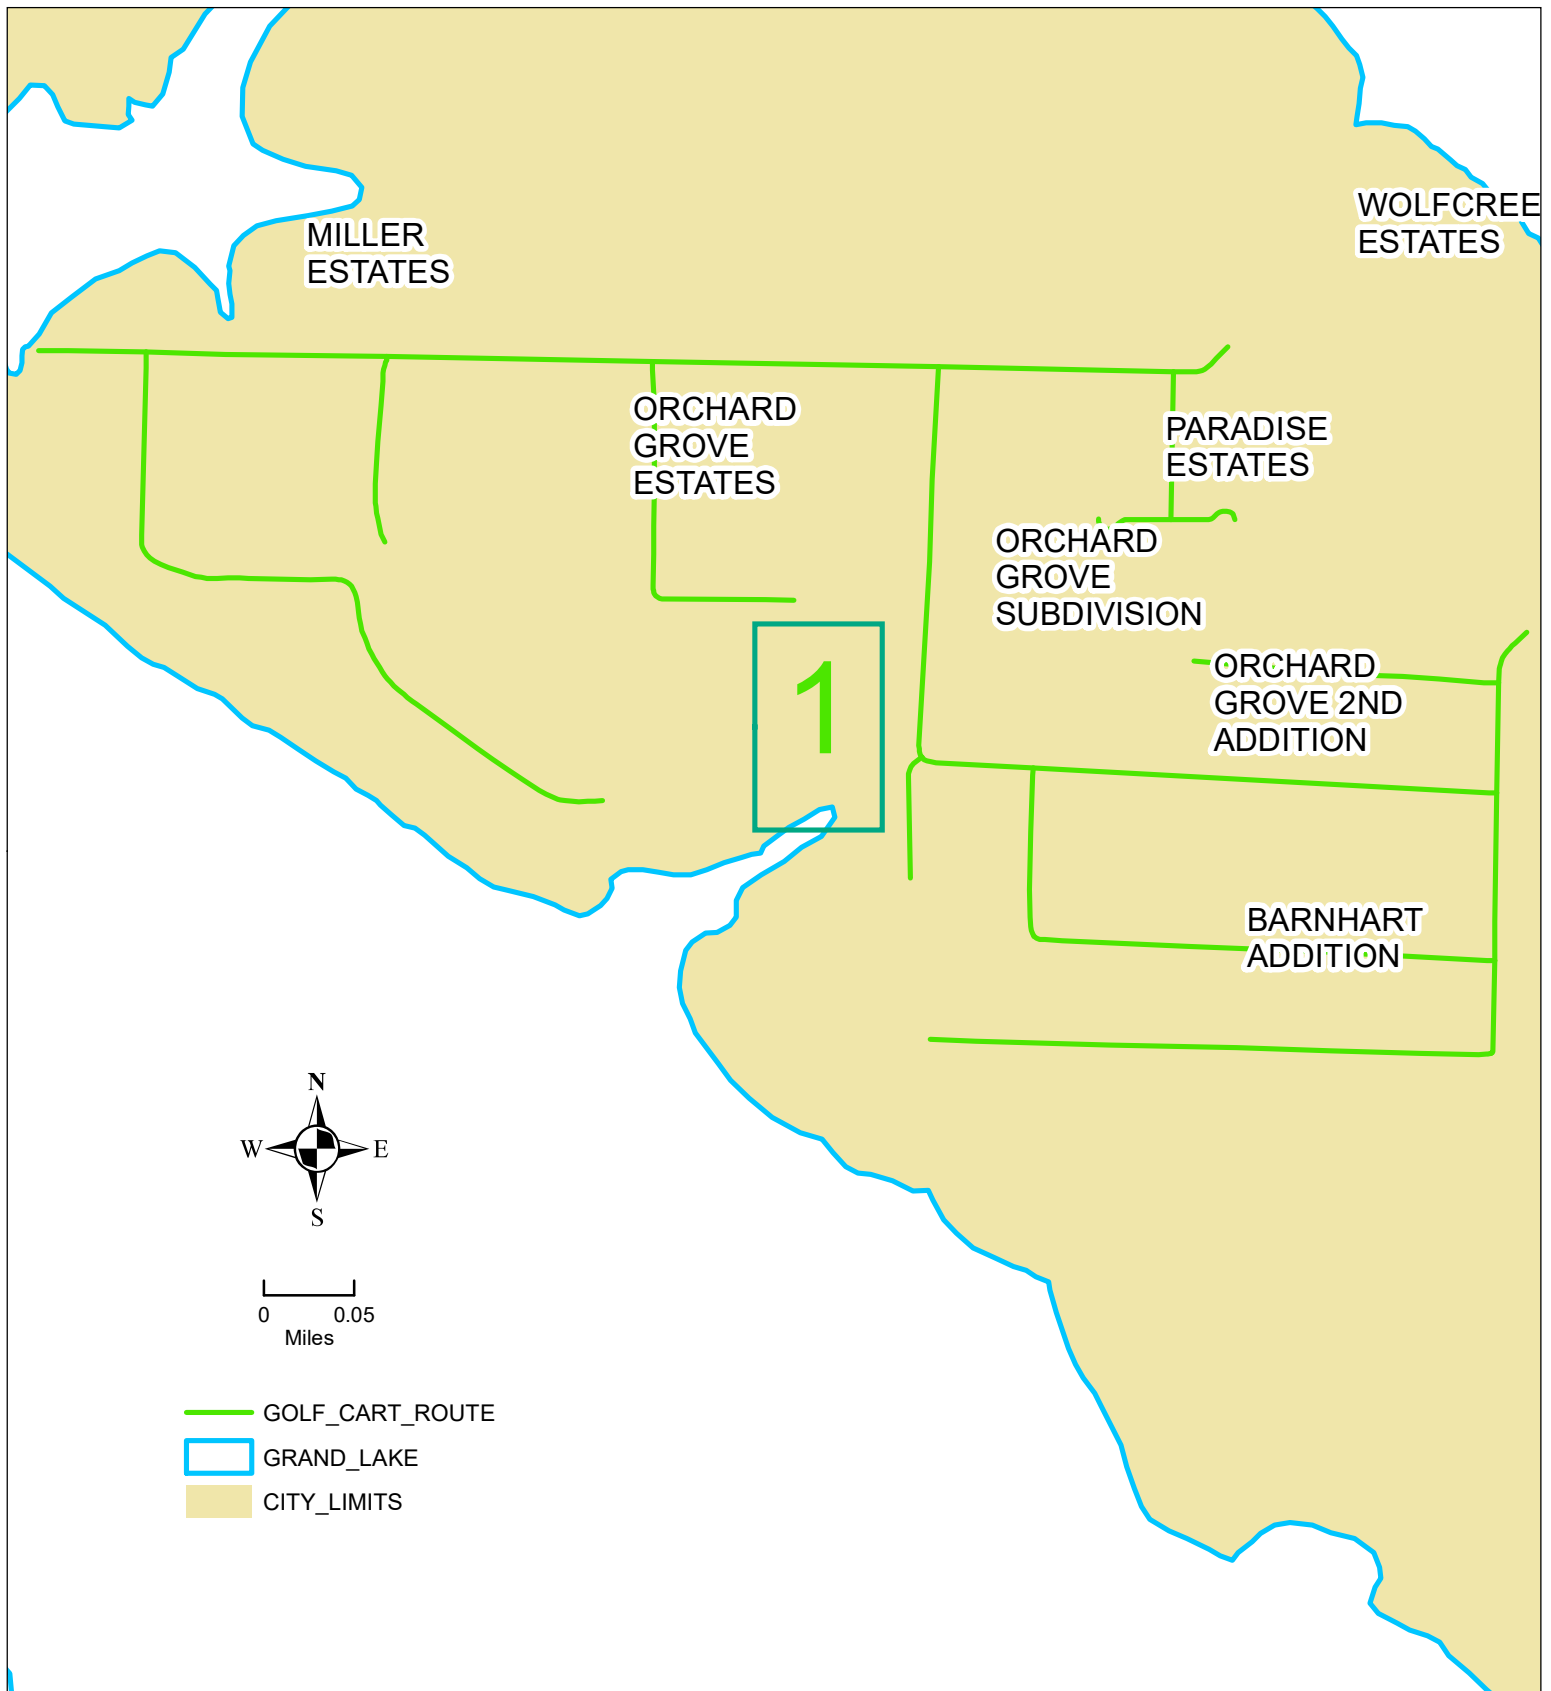 WOLFCREE
ESTATES
MILLER
ESTATES
ORCHARD
GROVE
ESTATES
PARADISE
ESTATES
ORCHARD
GROVE
SUBDIVISION
ORCHARD
GROVE 2ND
ADDITION
1
BARNHART
ADDITION
N
W E
S
0 0.05
Miles
GOLF_CART_ROUTE
GRAND_LAKE
CITY_LIMITS